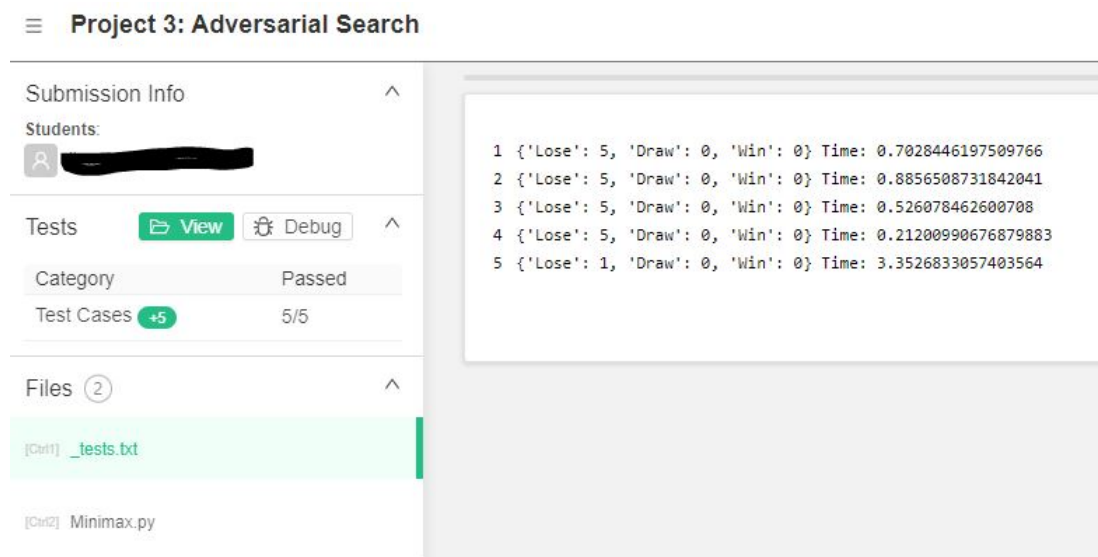 Project 3: Adversarial Search
Submission Info
Students:
Tests View Debug
Category Passed
Test Cases +5 5/5
Files 2
[Ctrl1] _tests.txt
[Ctrl2] Minimax.py
1 {'Lose': 5, 'Draw': 0, 'Win': 0} Time: 0.7028446197509766
2 {'Lose': 5, 'Draw': 0, 'Win': 0} Time: 0.8856508731842041
3 {'Lose': 5, 'Draw': 0, 'Win': 0} Time: 0.526078462600708
4 {'Lose': 5, 'Draw': 0, 'Win': 0} Time: 0.21200990676879883
5 {'Lose': 1, 'Draw': 0, 'Win': 0} Time: 3.3526833057403564